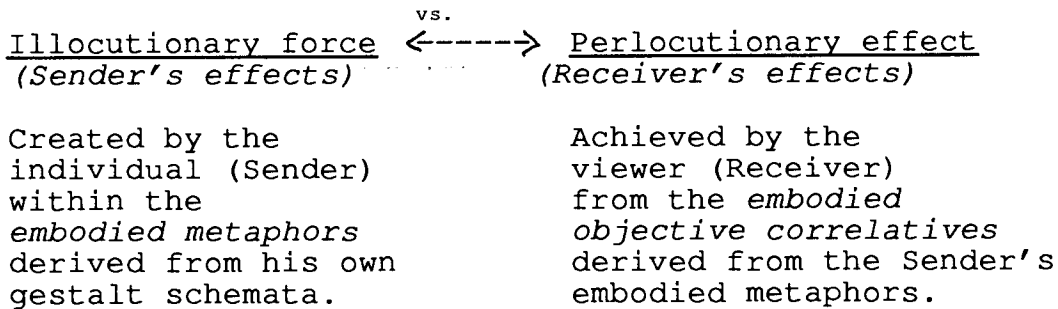 vs.
Illocutionary force <-----> Perlocutionary effect
(Sender's effects) (Receiver's effects)
Created by the
individual (Sender)
within the
embodied metaphors
derived from his own
gestalt schemata.
Achieved by the
viewer (Receiver)
from the embodied
objective correlatives
derived from the Sender's
embodied metaphors.